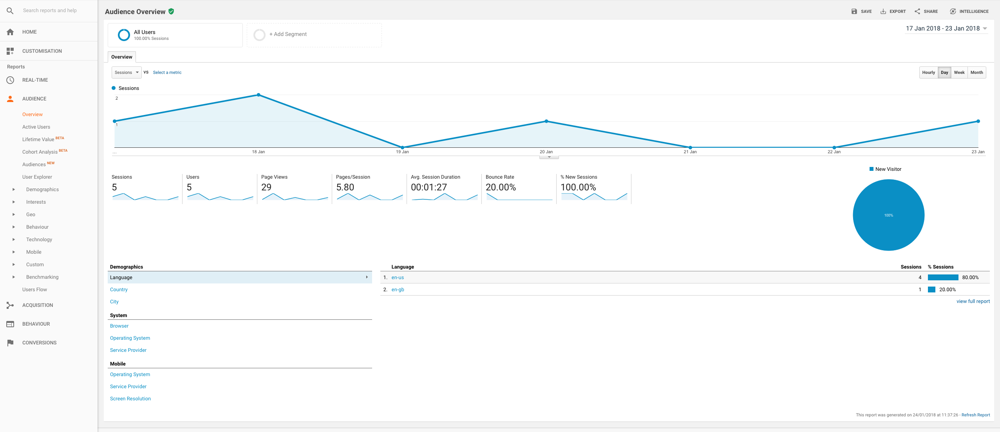 Search reports and help
HOME
CUSTOMISATION
Reports
REAL-TIME
AUDIENCE
Overview
Active Users
Lifetime Value BETA
Cohort Analysis BETA
Audiences NEW
User Explorer
Demographics
Interests
Geo
Behaviour
Technology
Mobile
Custom
Benchmarking
Users Flow
ACQUISITION
BEHAVIOUR
CONVERSIONS
Audience Overview
SAVE EXPORT SHARE INTELLIGENCE
All Users
100.00% Sessions
+ Add Segment
17 Jan 2018 - 23 Jan 2018
Overview
Sessions VS Select a metric
Hourly Day Week Month
Sessions
2
1
... 18 Jan 19 Jan 20 Jan 21 Jan 22 Jan 23 Jan
Sessions
5
Users
5
Page Views
29
Pages/Session
5.80
Avg. Session Duration
00:01:27
Bounce Rate
20.00%
% New Sessions
100.00%
New Visitor
100%
Demographics
Language
Country
City
System
Browser
Operating System
Service Provider
Mobile
Operating System
Service Provider
Screen Resolution
Language Sessions % Sessions
1. en-us 4 80.00%
2. en-gb 1 20.00%
view full report
This report was generated on 24/01/2018 at 11:37:26 - Refresh Report